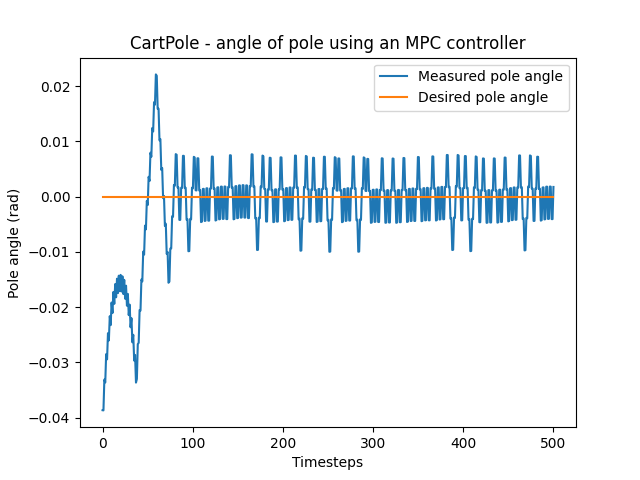 CartPole - angle of pole using an MPC controller
Measured pole angle
Desired pole angle
Pole angle (rad)
0.02
0.01
0.00
−0.01
−0.02
−0.03
−0.04
0 100 200 300 400 500
Timesteps